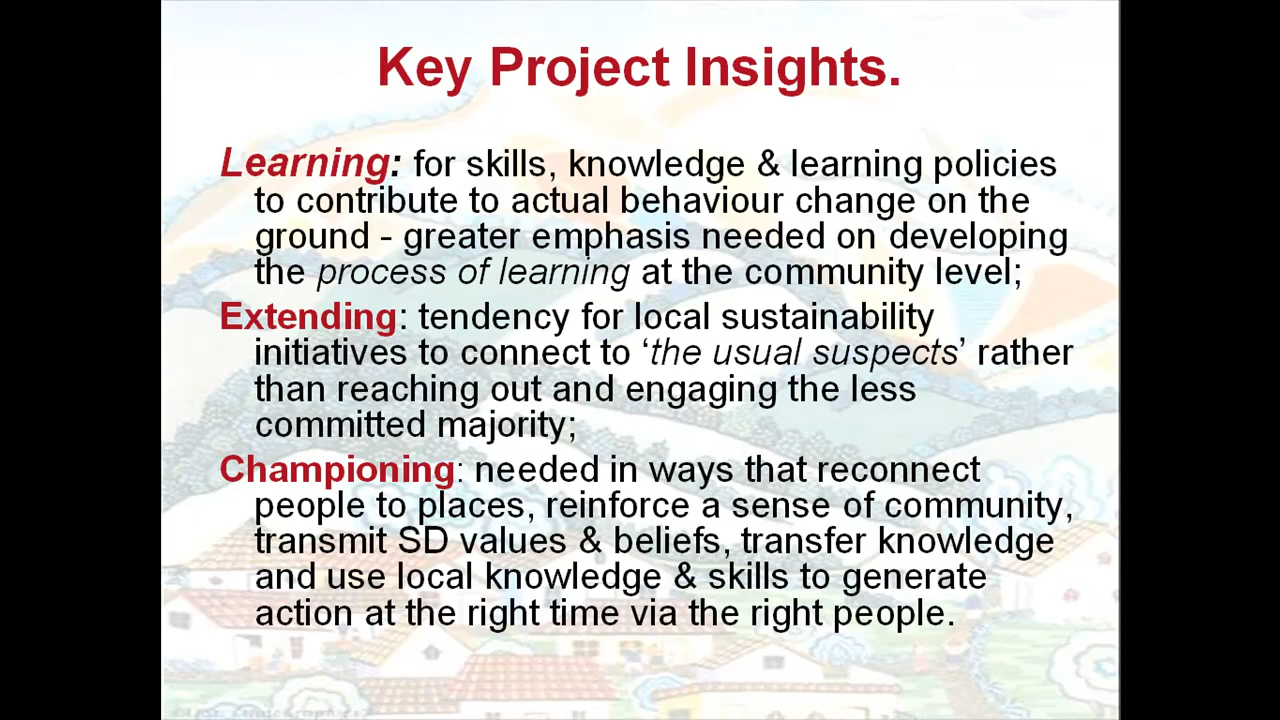 Key Project Insights.
Learning: for skills, knowledge & learning policies
to contribute to actual behaviour change on the
ground - greater emphasis needed on developing
the process of learning at the community level;
Extending: tendency for local sustainability
initiatives to connect to ‘the usual suspects’ rather
than reaching out and engaging the less
committed majority;
Championing: needed in ways that reconnect
people to places, reinforce a sense of community,
transmit SD values & beliefs, transfer knowledge
and use local knowledge & skills to generate
action at the right time via the right people.